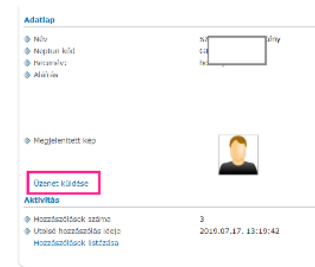 Adatlap
Név
Neptun kód
Becenév:
Aláírás
Megjelenített kép
Üzenet küldése
Aktivitás
Hozzászólások száma 3
Utolsó hozzászólás ideje 2019.07.17. 13:19:42
Hozzászólások listázása